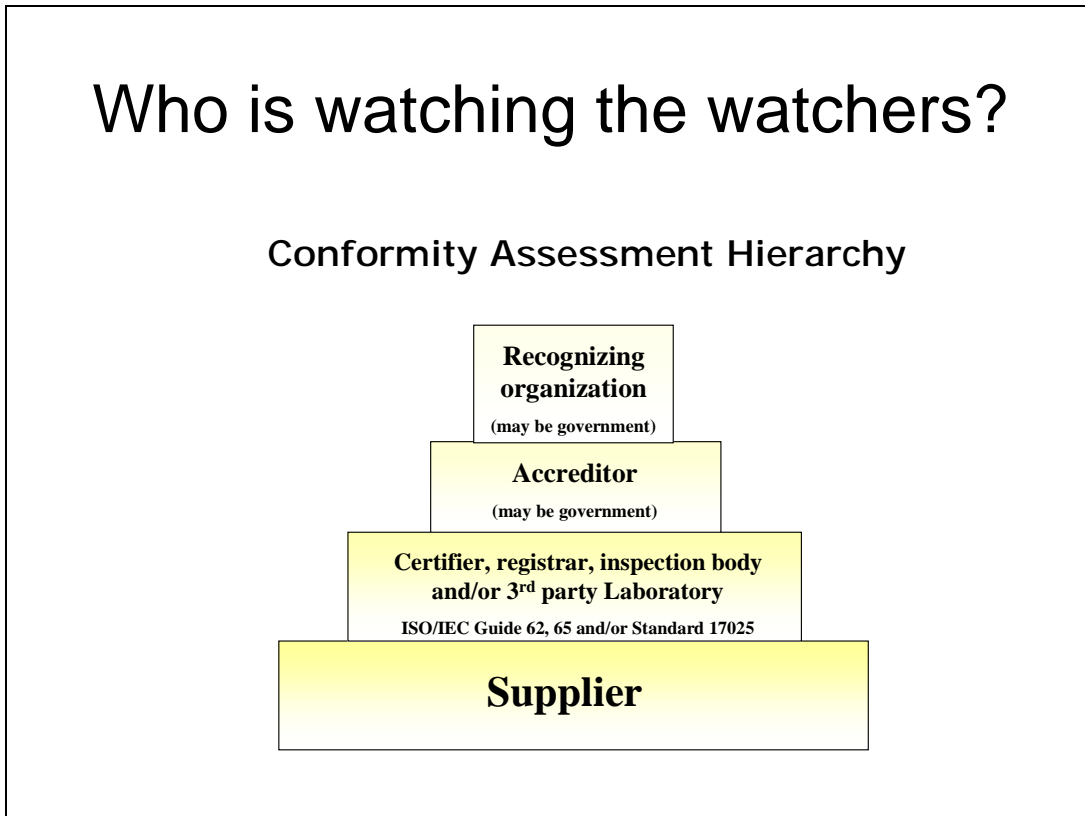 Who is watching the watchers?
Conformity Assessment Hierarchy
Recognizing
organization
(may be government)
Accreditor
(may be government)
Certifier, registrar, inspection body
and/or 3rd party Laboratory
ISO/IEC Guide 62, 65 and/or Standard 17025
Supplier